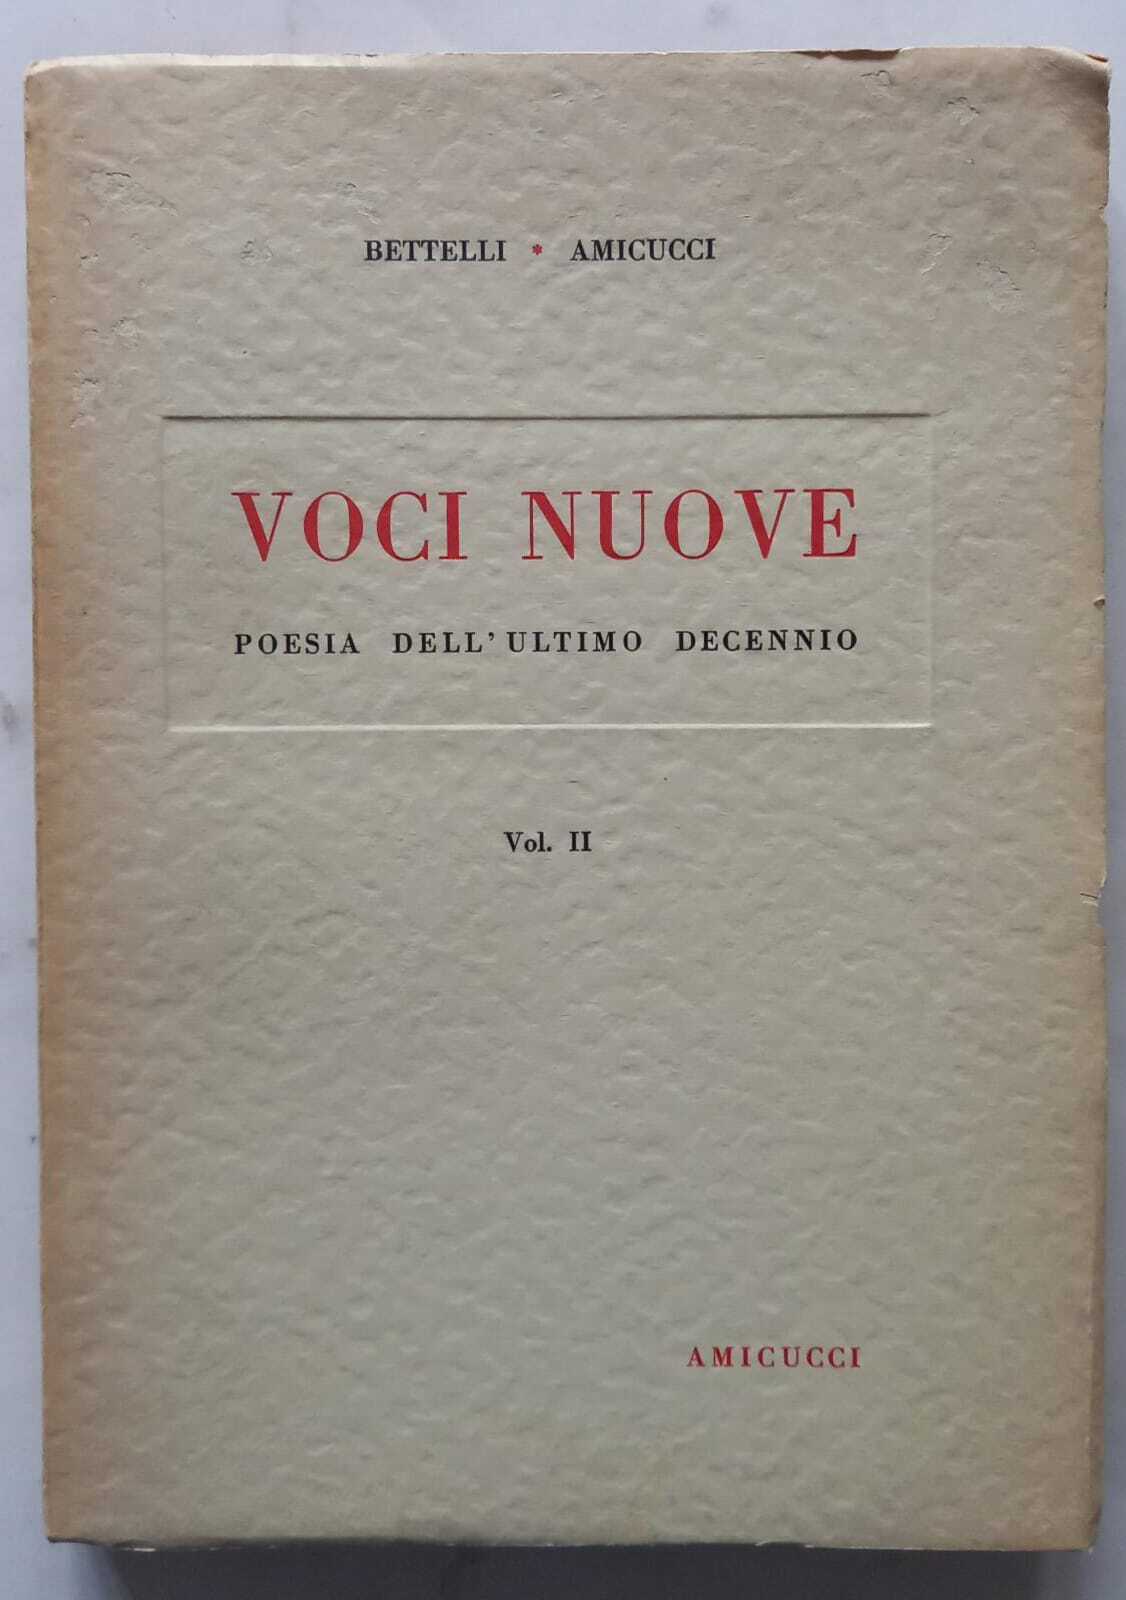 BETTELLI * AMICUCCI
VOCI NUOVE
POESIA DELL'ULTIMO DECENNIO
Vol. II
AMICUCCI